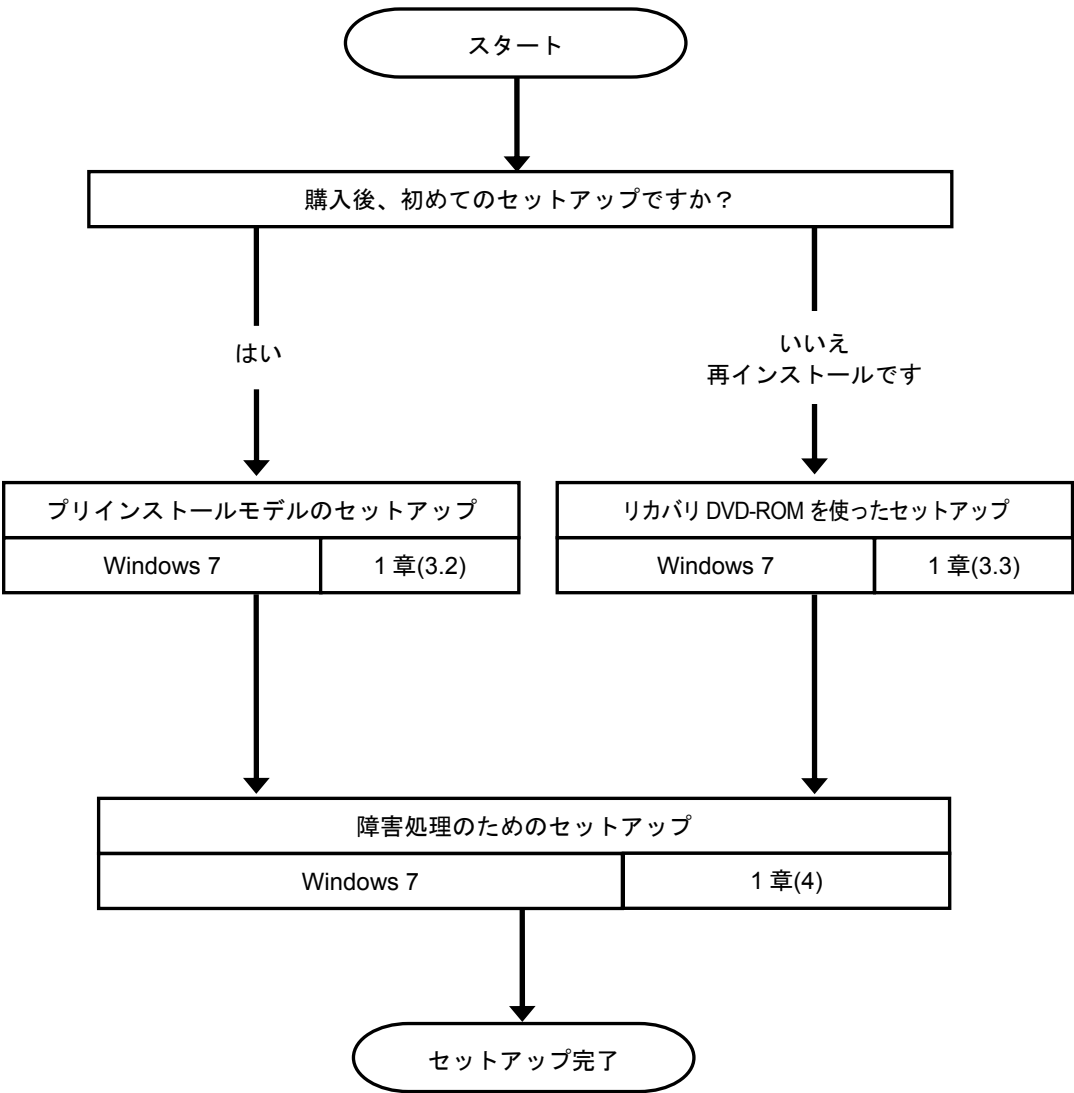 スタート
購入後、初めてのセットアップですか？
はい
いいえ
再インストールです
プリインストールモデルのセットアップ
Windows 7
1 章(3.2)
リカバリ DVD-ROM を使ったセットアップ
Windows 7
1 章(3.3)
障害処理のためのセットアップ
Windows 7
1 章(4)
セットアップ完了